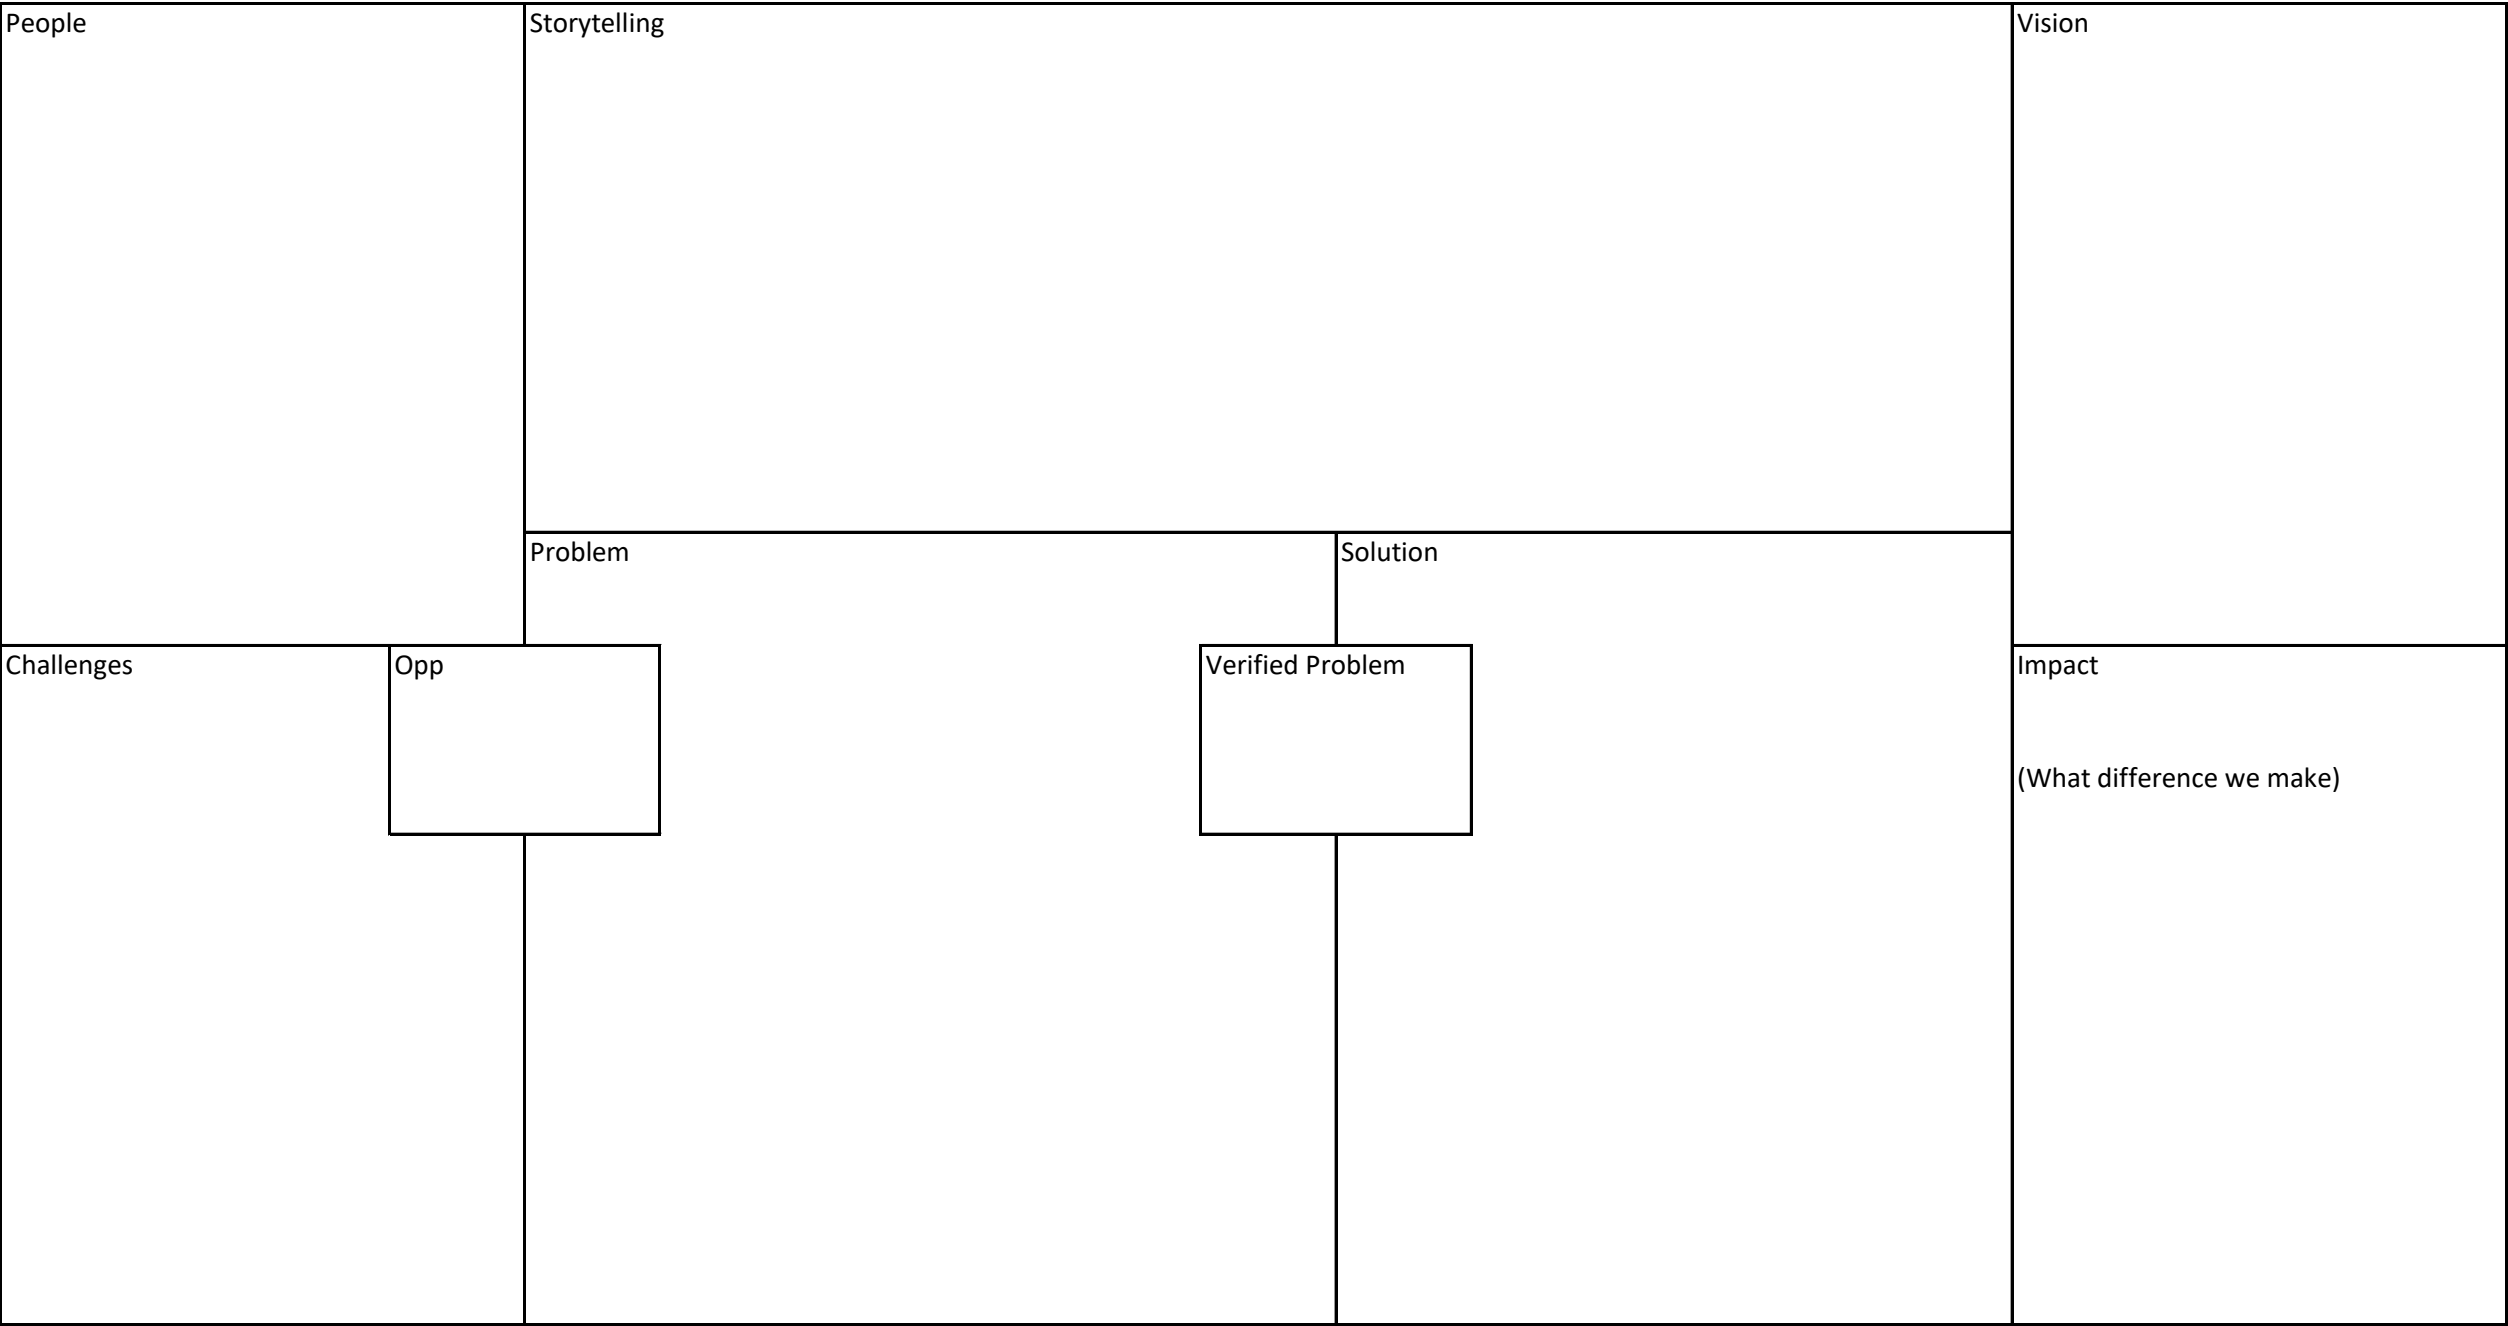 People
Storytelling
Vision
Problem
Solution
Challenges
Opp
Verified Problem
Impact
(What difference we make)